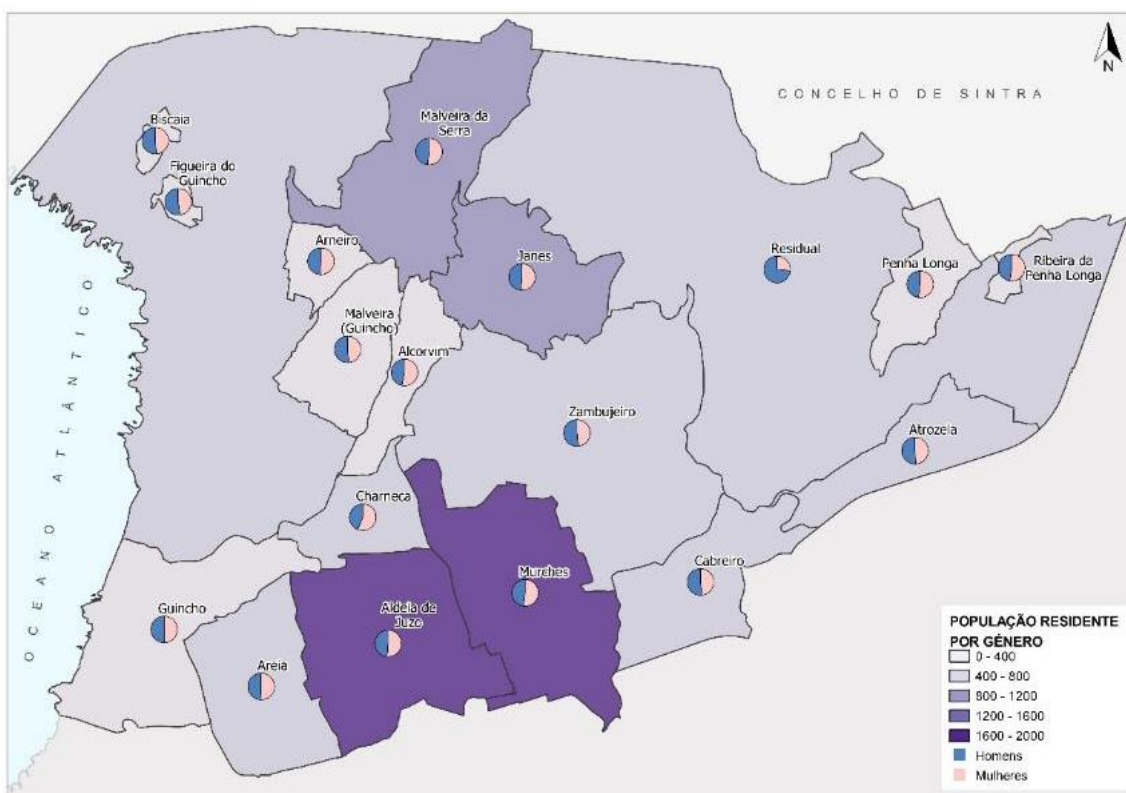 N
CONCELHO DE SINTRA
Biscaia
Malveira da
Serra
Figueira do
Guincho
Arneiro
Janes
Residual
Penha Longa
Ribeira da
Penha Longa
Malveira
(Guincho)
Alcorvim
OCEANO ATLÂNTICO
Zambujeiro
Atrozela
Charneca
Murches
Cabreiro
Guincho
Aldeia de
Juzo
Areia
POPULAÇÃO RESIDENTE
POR GÉNERO
0 - 400
400 - 800
800 - 1200
1200 - 1600
1600 - 2000
Homens
Mulheres